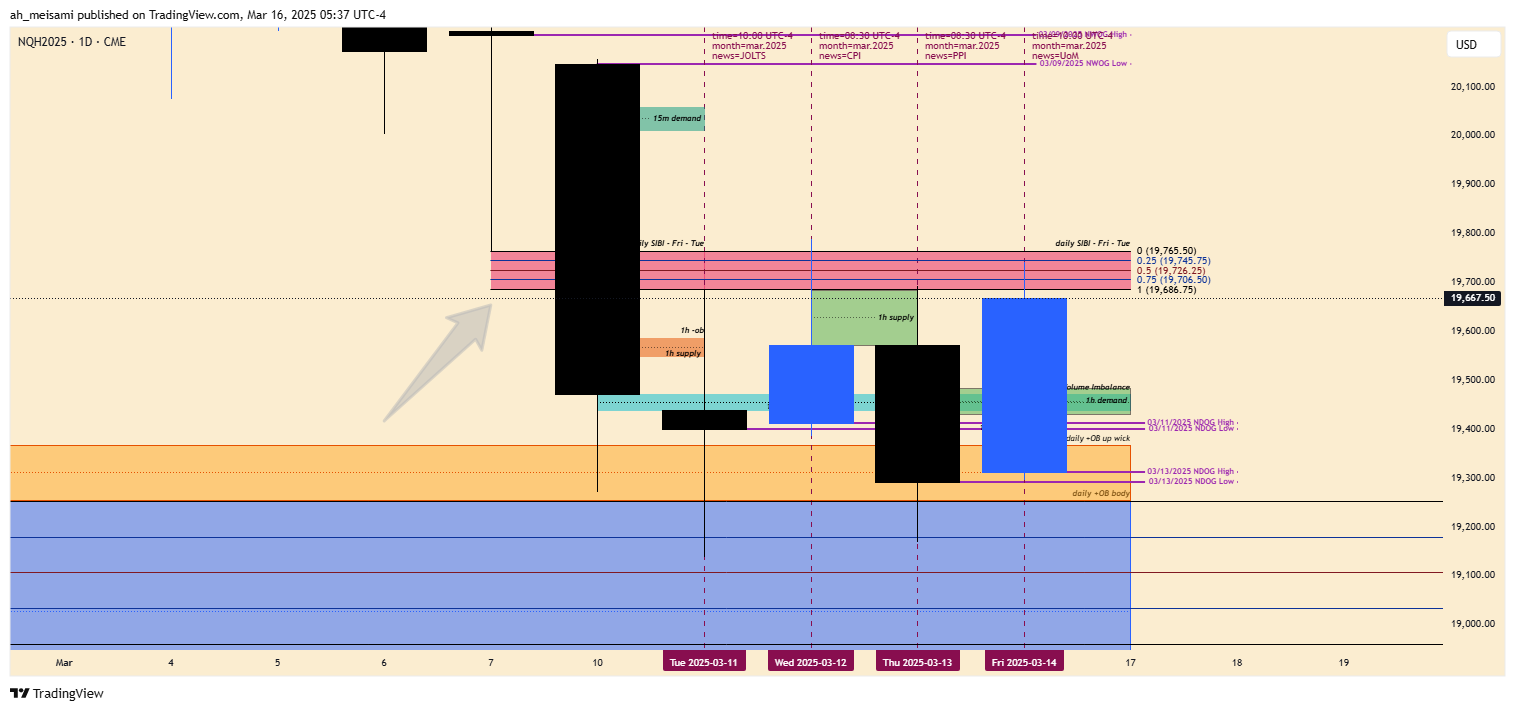 ah_meisami published on TradingView.com, Mar 16, 2025 05:37 UTC-4
NQH2025 · 1D · CME
USD
time=10:00 UTC-4
month=mar.2025
news=JOLTS
time=08:30 UTC-4
month=mar.2025
news=CPI
time=08:30 UTC-4
month=mar.2025
news=PPI
time=10:00 UTC-4
month=mar.2025
news=UoM
03/09/2025 NWOG High
03/09/2025 NWOG Low
15m demand
ily SIBI - Fri - Tue
daily SIBI - Fri - Tue
0 (19,765.50)
0.25 (19,745.75)
0.5 (19,726.25)
0.75 (19,706.50)
1 (19,686.75)
1h supply
1h -ob
1h supply
olume Imbalance
1h demand
03/11/2025 NDOG High
03/11/2025 NDOG Low
daily +OB up wick
03/13/2025 NDOG High
03/13/2025 NDOG Low
daily +OB body
20,100.00
20,000.00
19,900.00
19,800.00
19,700.00
19,667.50
19,600.00
19,500.00
19,400.00
19,300.00
19,200.00
19,100.00
19,000.00
Mar 4 5 6 7 10 Tue 2025-03-11 Wed 2025-03-12 Thu 2025-03-13 Fri 2025-03-14 17 18 19
TradingView